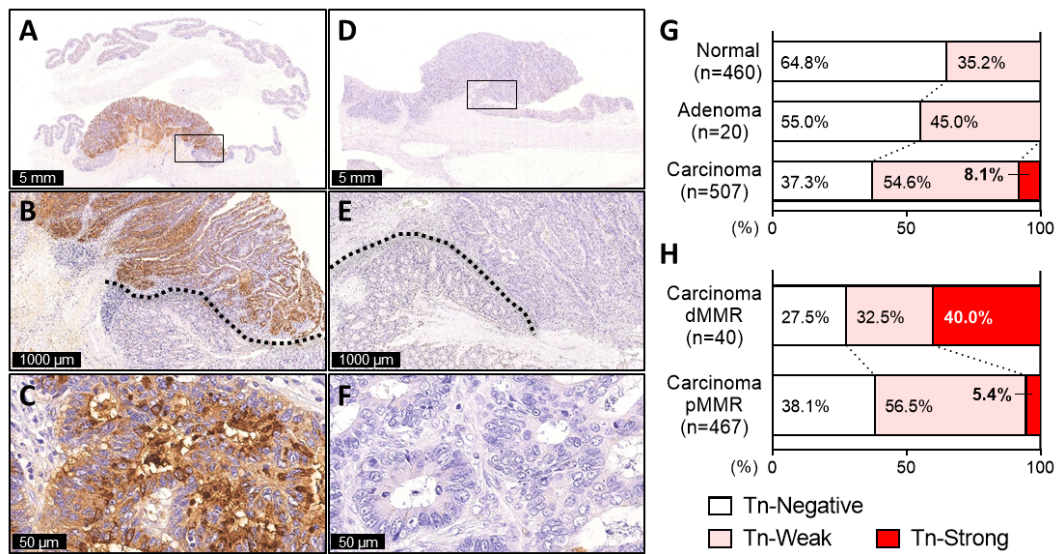 A
5 mm
D
5 mm
B
1000 µm
E
1000 µm
C
50 µm
F
50 µm
G
Normal
(n=460)
64.8%
35.2%
Adenoma
(n=20)
55.0%
45.0%
Carcinoma
(n=507)
37.3%
54.6%
8.1%
(%)
0
50
100
H
Carcinoma
dMMR
(n=40)
27.5%
32.5%
40.0%
Carcinoma
pMMR
(n=467)
38.1%
56.5%
5.4%
(%)
0
50
100
Tn-Negative
Tn-Weak
Tn-Strong